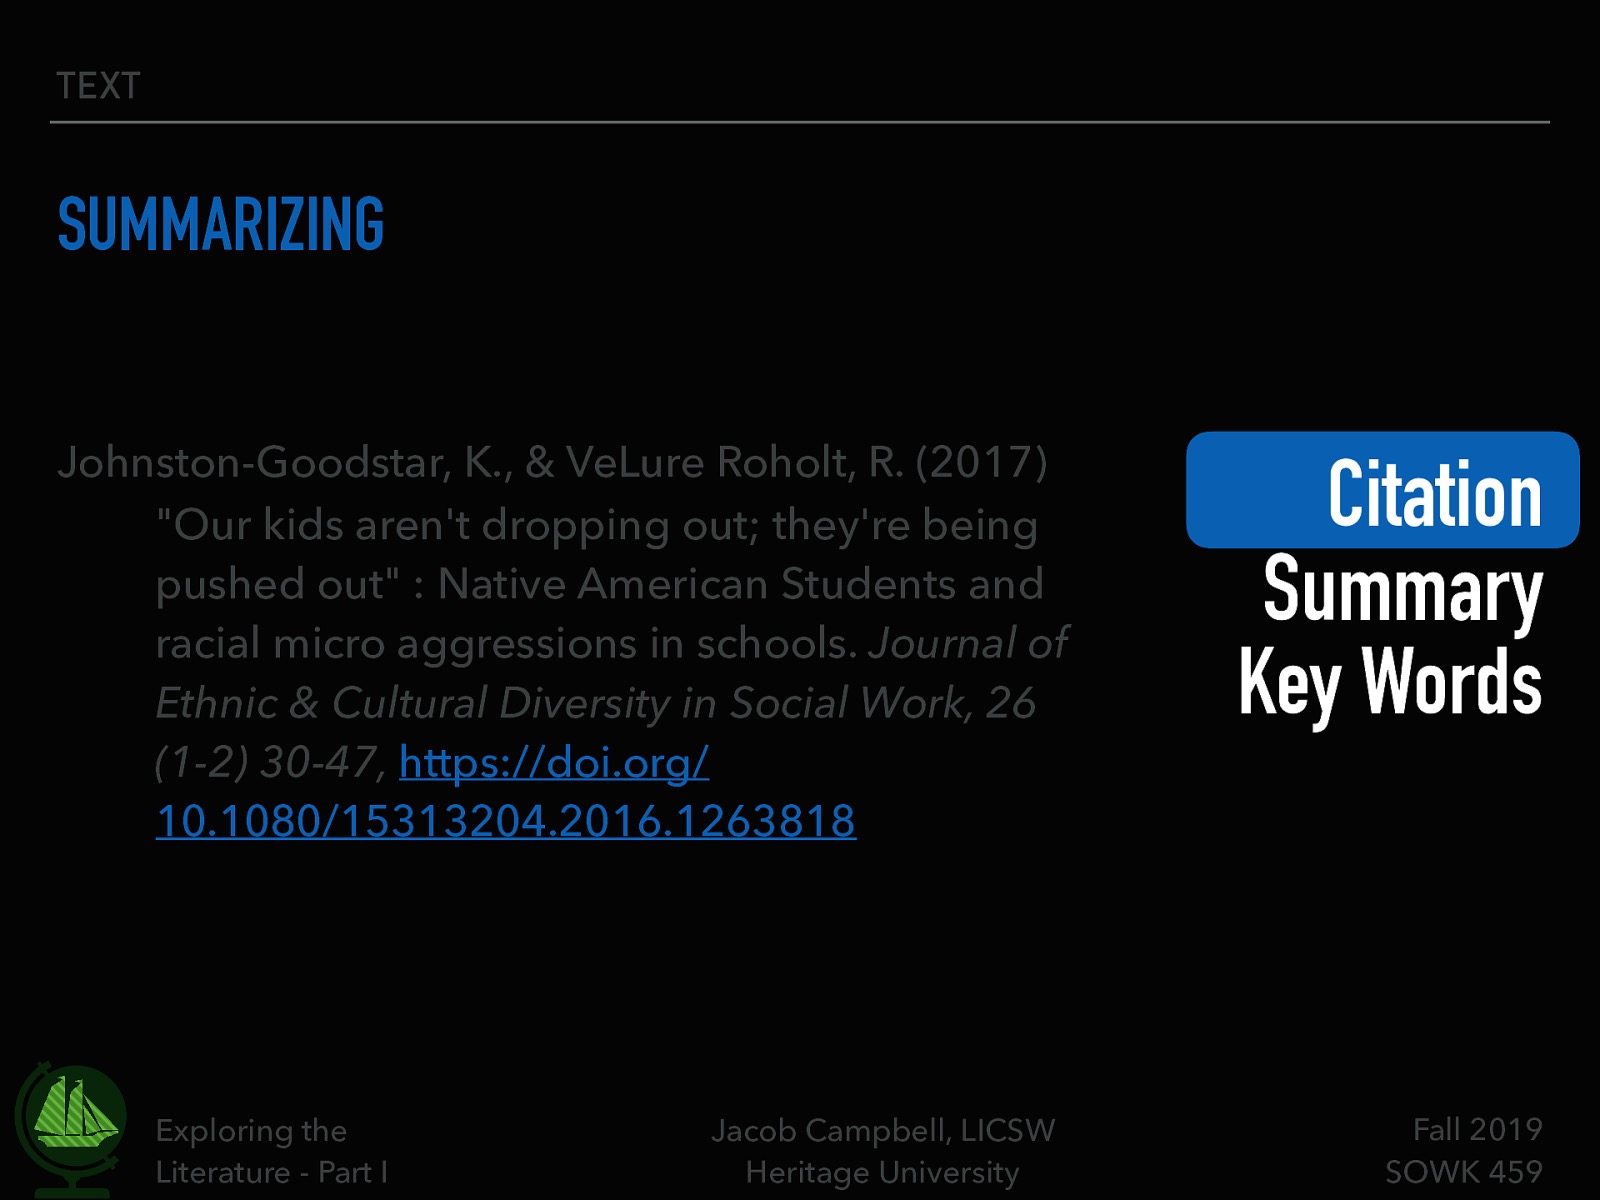 TEXT
SUMMARIZING
Johnston-Goodstar, K., & VeLure Roholt, R. (2017)
"Our kids aren't dropping out; they're being
pushed out" : Native American Students and
racial micro aggressions in schools. Journal of
Ethnic & Cultural Diversity in Social Work, 26
(1-2) 30-47, https://doi.org/
10.1080/15313204.2016.1263818
Citation
Summary
Key Words
Exploring the
Literature - Part I
Jacob Campbell, LICSW
Heritage University
Fall 2019
SOWK 459